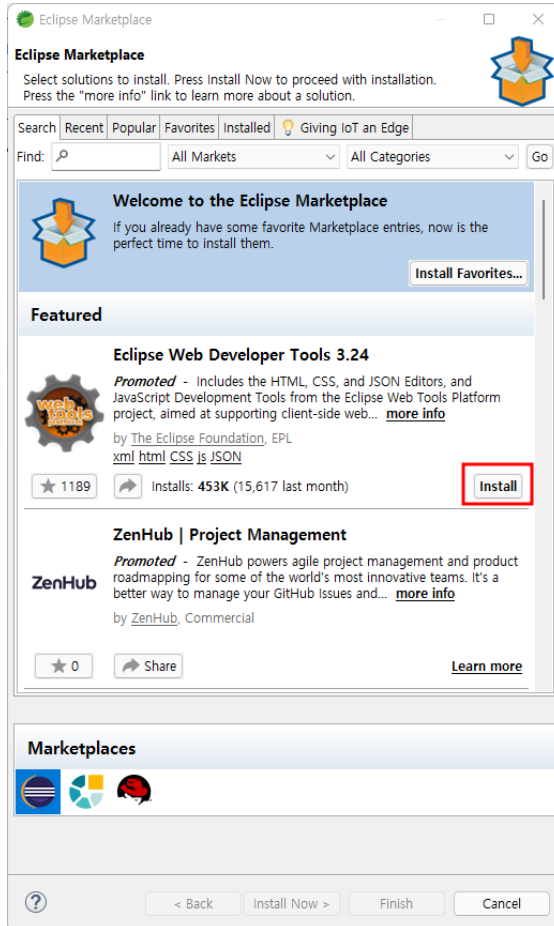 Eclipse Marketplace
Eclipse Marketplace
Select solutions to install. Press Install Now to proceed with installation.
Press the "more info" link to learn more about a solution.
Search Recent Popular Favorites Installed Giving IoT an Edge
Find: All Markets All Categories Go
Welcome to the Eclipse Marketplace
If you already have some favorite Marketplace entries, now is the
perfect time to install them.
Install Favorites...
Featured
Eclipse Web Developer Tools 3.24
Promoted - Includes the HTML, CSS, and JSON Editors, and
JavaScript Development Tools from the Eclipse Web Tools Platform
project, aimed at supporting client-side web... more info
web
tools
platform
by The Eclipse Foundation, EPL
xml html CSS js JSON
1189 Installs: 453K (15,617 last month) Install
ZenHub | Project Management
Promoted - ZenHub powers agile project management and product
roadmapping for some of the world's most innovative teams. It's a
better way to manage your GitHub Issues and... more info
ZenHub
by ZenHub, Commercial
0 Share Learn more
Marketplaces
? < Back Install Now > Finish Cancel